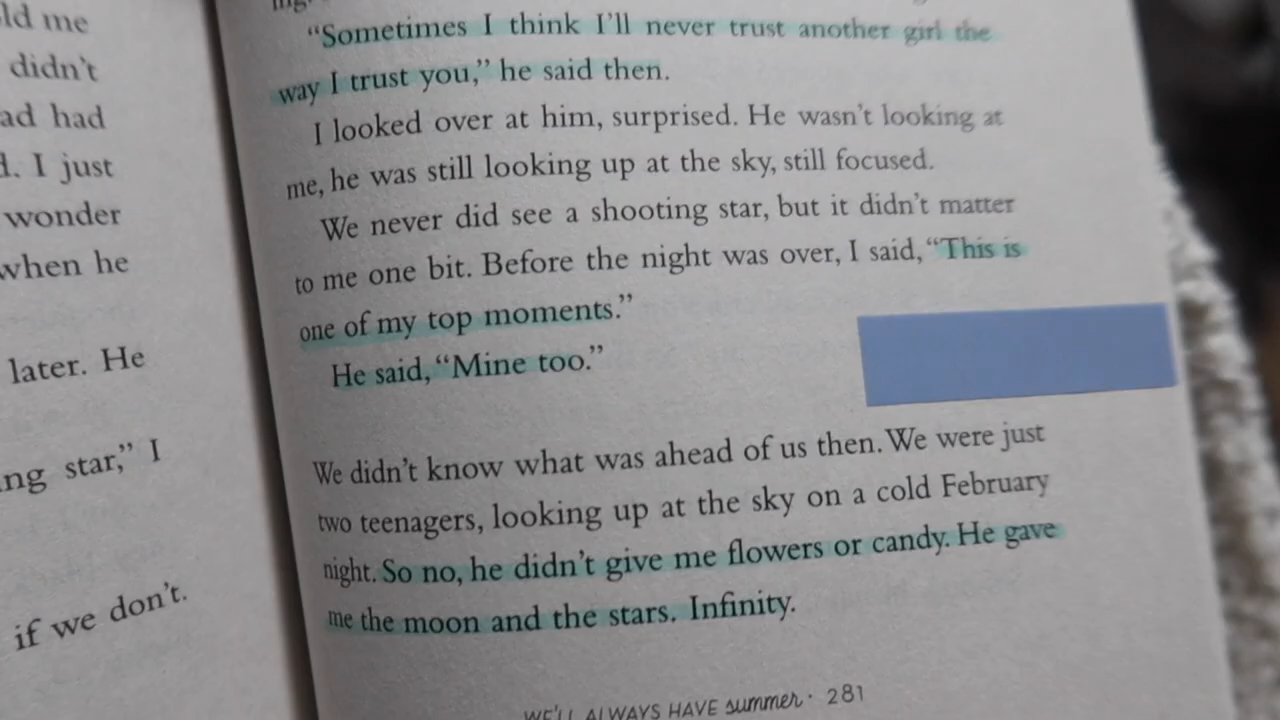 ld me
didn't
ad had
d. I just
wonder
when he
later. He
ng star," I
if we don't.
ing.
"Sometimes I think I'll never trust another girl the
way I trust you," he said then.
I looked over at him, surprised. He wasn't looking at
me, he was still looking up at the sky, still focused.
We never did see a shooting star, but it didn't matter
to me one bit. Before the night was over, I said, "This is
one of my top moments."
He said, "Mine too."
We didn't know what was ahead of us then. We were just
two teenagers, looking up at the sky on a cold February
night. So no, he didn't give me flowers or candy. He gave
me the moon and the stars. Infinity.
WE'LL ALWAYS HAVE summer · 281